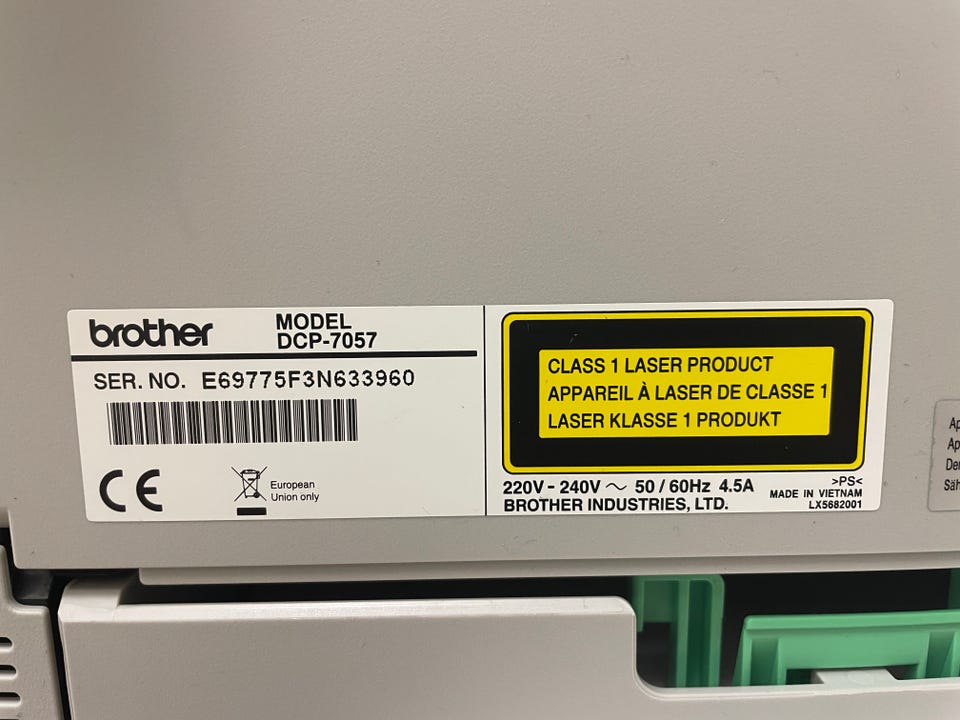 brother
MODEL
DCP-7057
SER. NO. E69775F3N633960
European
Union only
CLASS 1 LASER PRODUCT
APPAREIL À LASER DE CLASSE 1
LASER KLASSE 1 PRODUKT
220V - 240V ~ 50 / 60Hz 4.5A
BROTHER INDUSTRIES, LTD.
>PS<
MADE IN VIETNAM
LX5682001